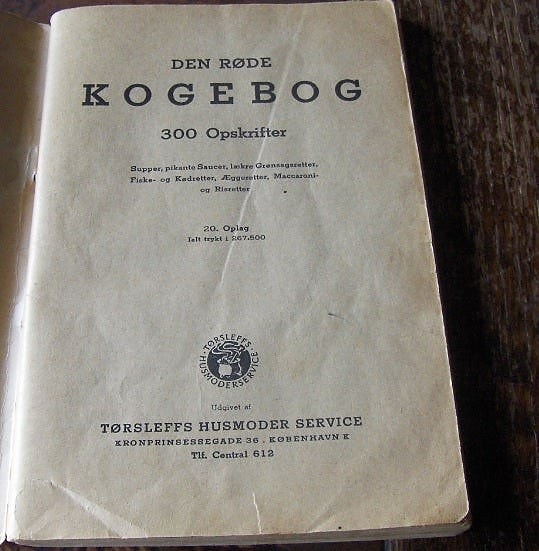 DEN RØDE
KOGEBOG
300 Opskrifter
Supper, pikante Saucer, lækre Grønsagsretter,
Fiske- og Kødretter, Æggeretter, Maccaroni-
og Risretter
20. Oplag
Ialt trykt i 267.500
TØRSLEFFS
HUSMODERSERVICE
Udgivet af
TØRSLEFFS HUSMODER SERVICE
KRONPRINSESSEGADE 36 . KØBENHAVN K
Tlf. Central 612